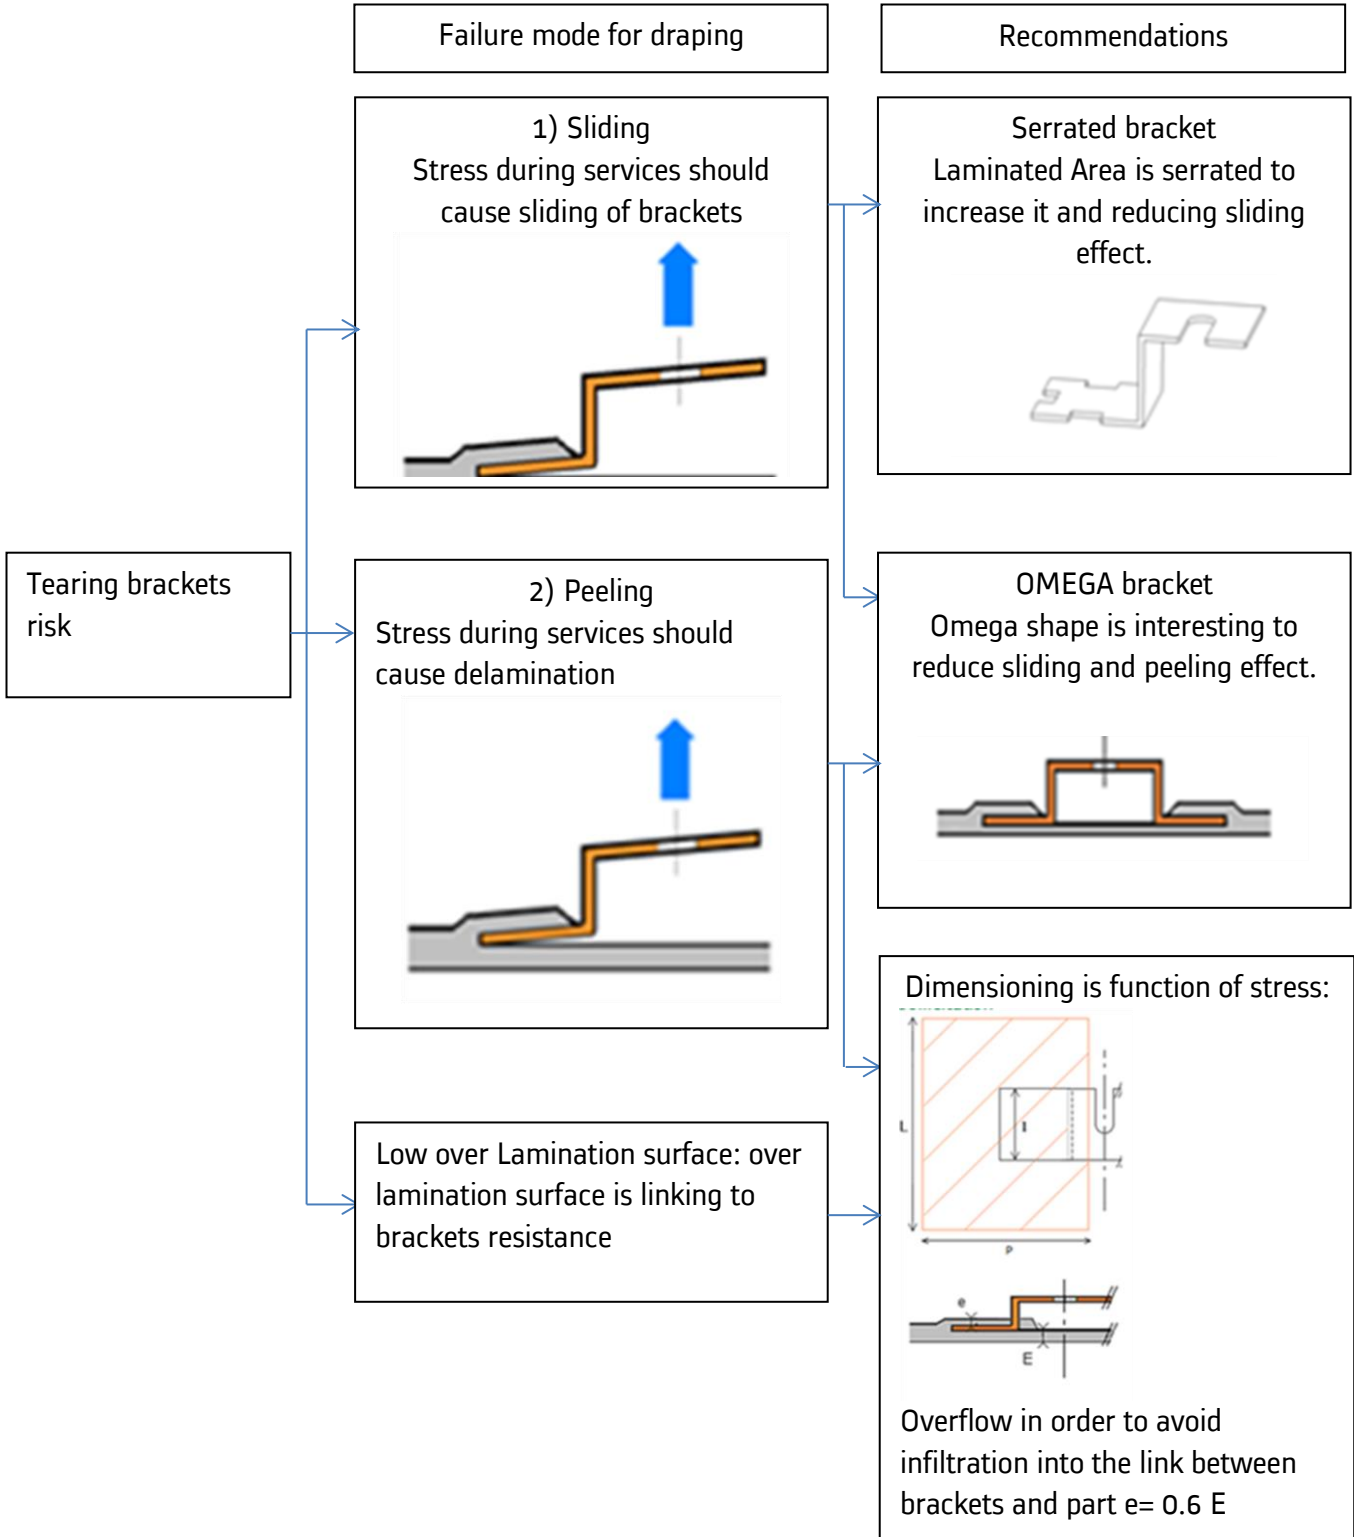 Failure mode for draping
Recommendations
1) Sliding
Stress during services should
cause sliding of brackets
Serrated bracket
Laminated Area is serrated to
increase it and reducing sliding
effect.
Tearing brackets
risk
2) Peeling
Stress during services should
cause delamination
OMEGA bracket
Omega shape is interesting to
reduce sliding and peeling effect.
Low over Lamination surface: over
lamination surface is linking to
brackets resistance
Dimensioning is function of stress:
L
l
P
e
E
Overflow in order to avoid
infiltration into the link between
brackets and part e= 0.6 E